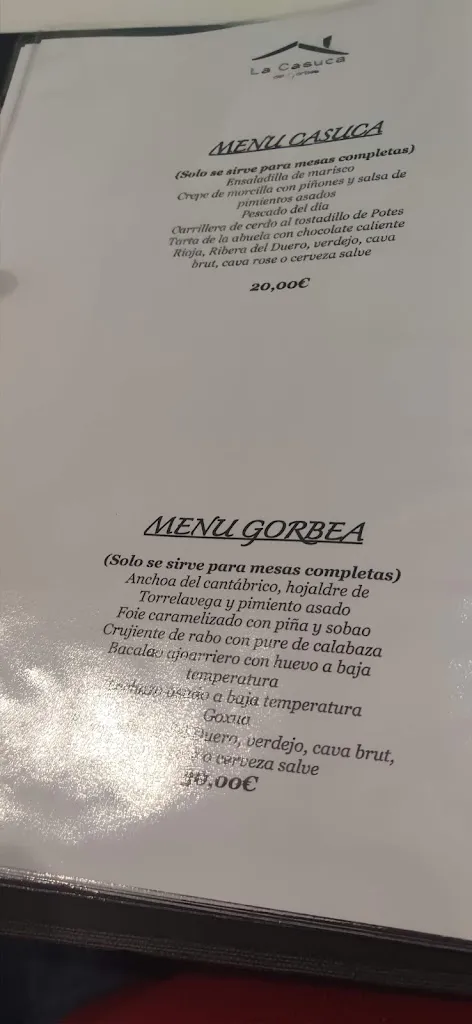 La Casuca
MENU CASUCA
(Solo se sirve para mesas completas)
Ensaladilla de marisco
Crepe de morcilla con piñones y salsa de
pimientos asados
Pescado del dia
Carrillera de cerdo al tostadillo de Potes
Tarta de la abuela con chocolate caliente
Rioja, Ribera del Duero, verdejo, cava
brut, cava rose o cerveza salve
20,00€
MENU GORBEA
(Solo se sirve para mesas completas)
Anchoa del cantábrico, hojaldre de
Torrelavega y pimiento asado
Foie caramelizado con piña y sobao
Crujiente de rabo con pure de calabaza
Bacalao ajoarriero con huevo a baja
temperatura
asado a baja temperatura
Goxua
Duero, verdejo, cava brut,
o cerveza salve